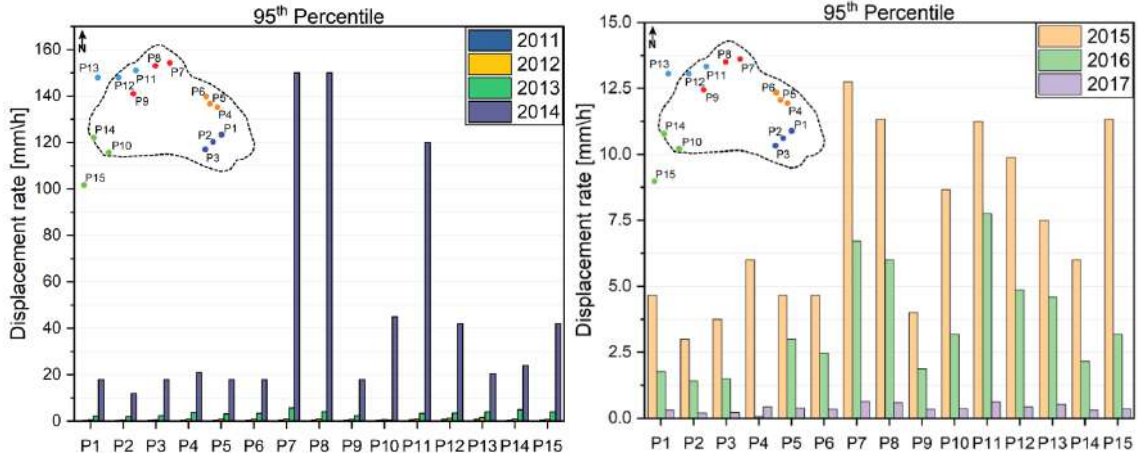 95th Percentile
Displacement rate [mm\h]
160
140
120
100
80
60
40
20
0
N
P13
P12
P11
P8
P7
P9
P6
P5
P4
P14
P10
P2
P1
P3
P15
2011
2012
2013
2014
P1 P2 P3 P4 P5 P6 P7 P8 P9 P10 P11 P12 P13 P14 P15
95th Percentile
Displacement rate [mm\h]
15.0
12.5
10.0
7.5
5.0
2.5
0.0
N
P13
P12
P11
P8
P7
P9
P6
P5
P4
P14
P10
P2
P1
P3
P15
2015
2016
2017
P1 P2 P3 P4 P5 P6 P7 P8 P9 P10 P11 P12 P13 P14 P15